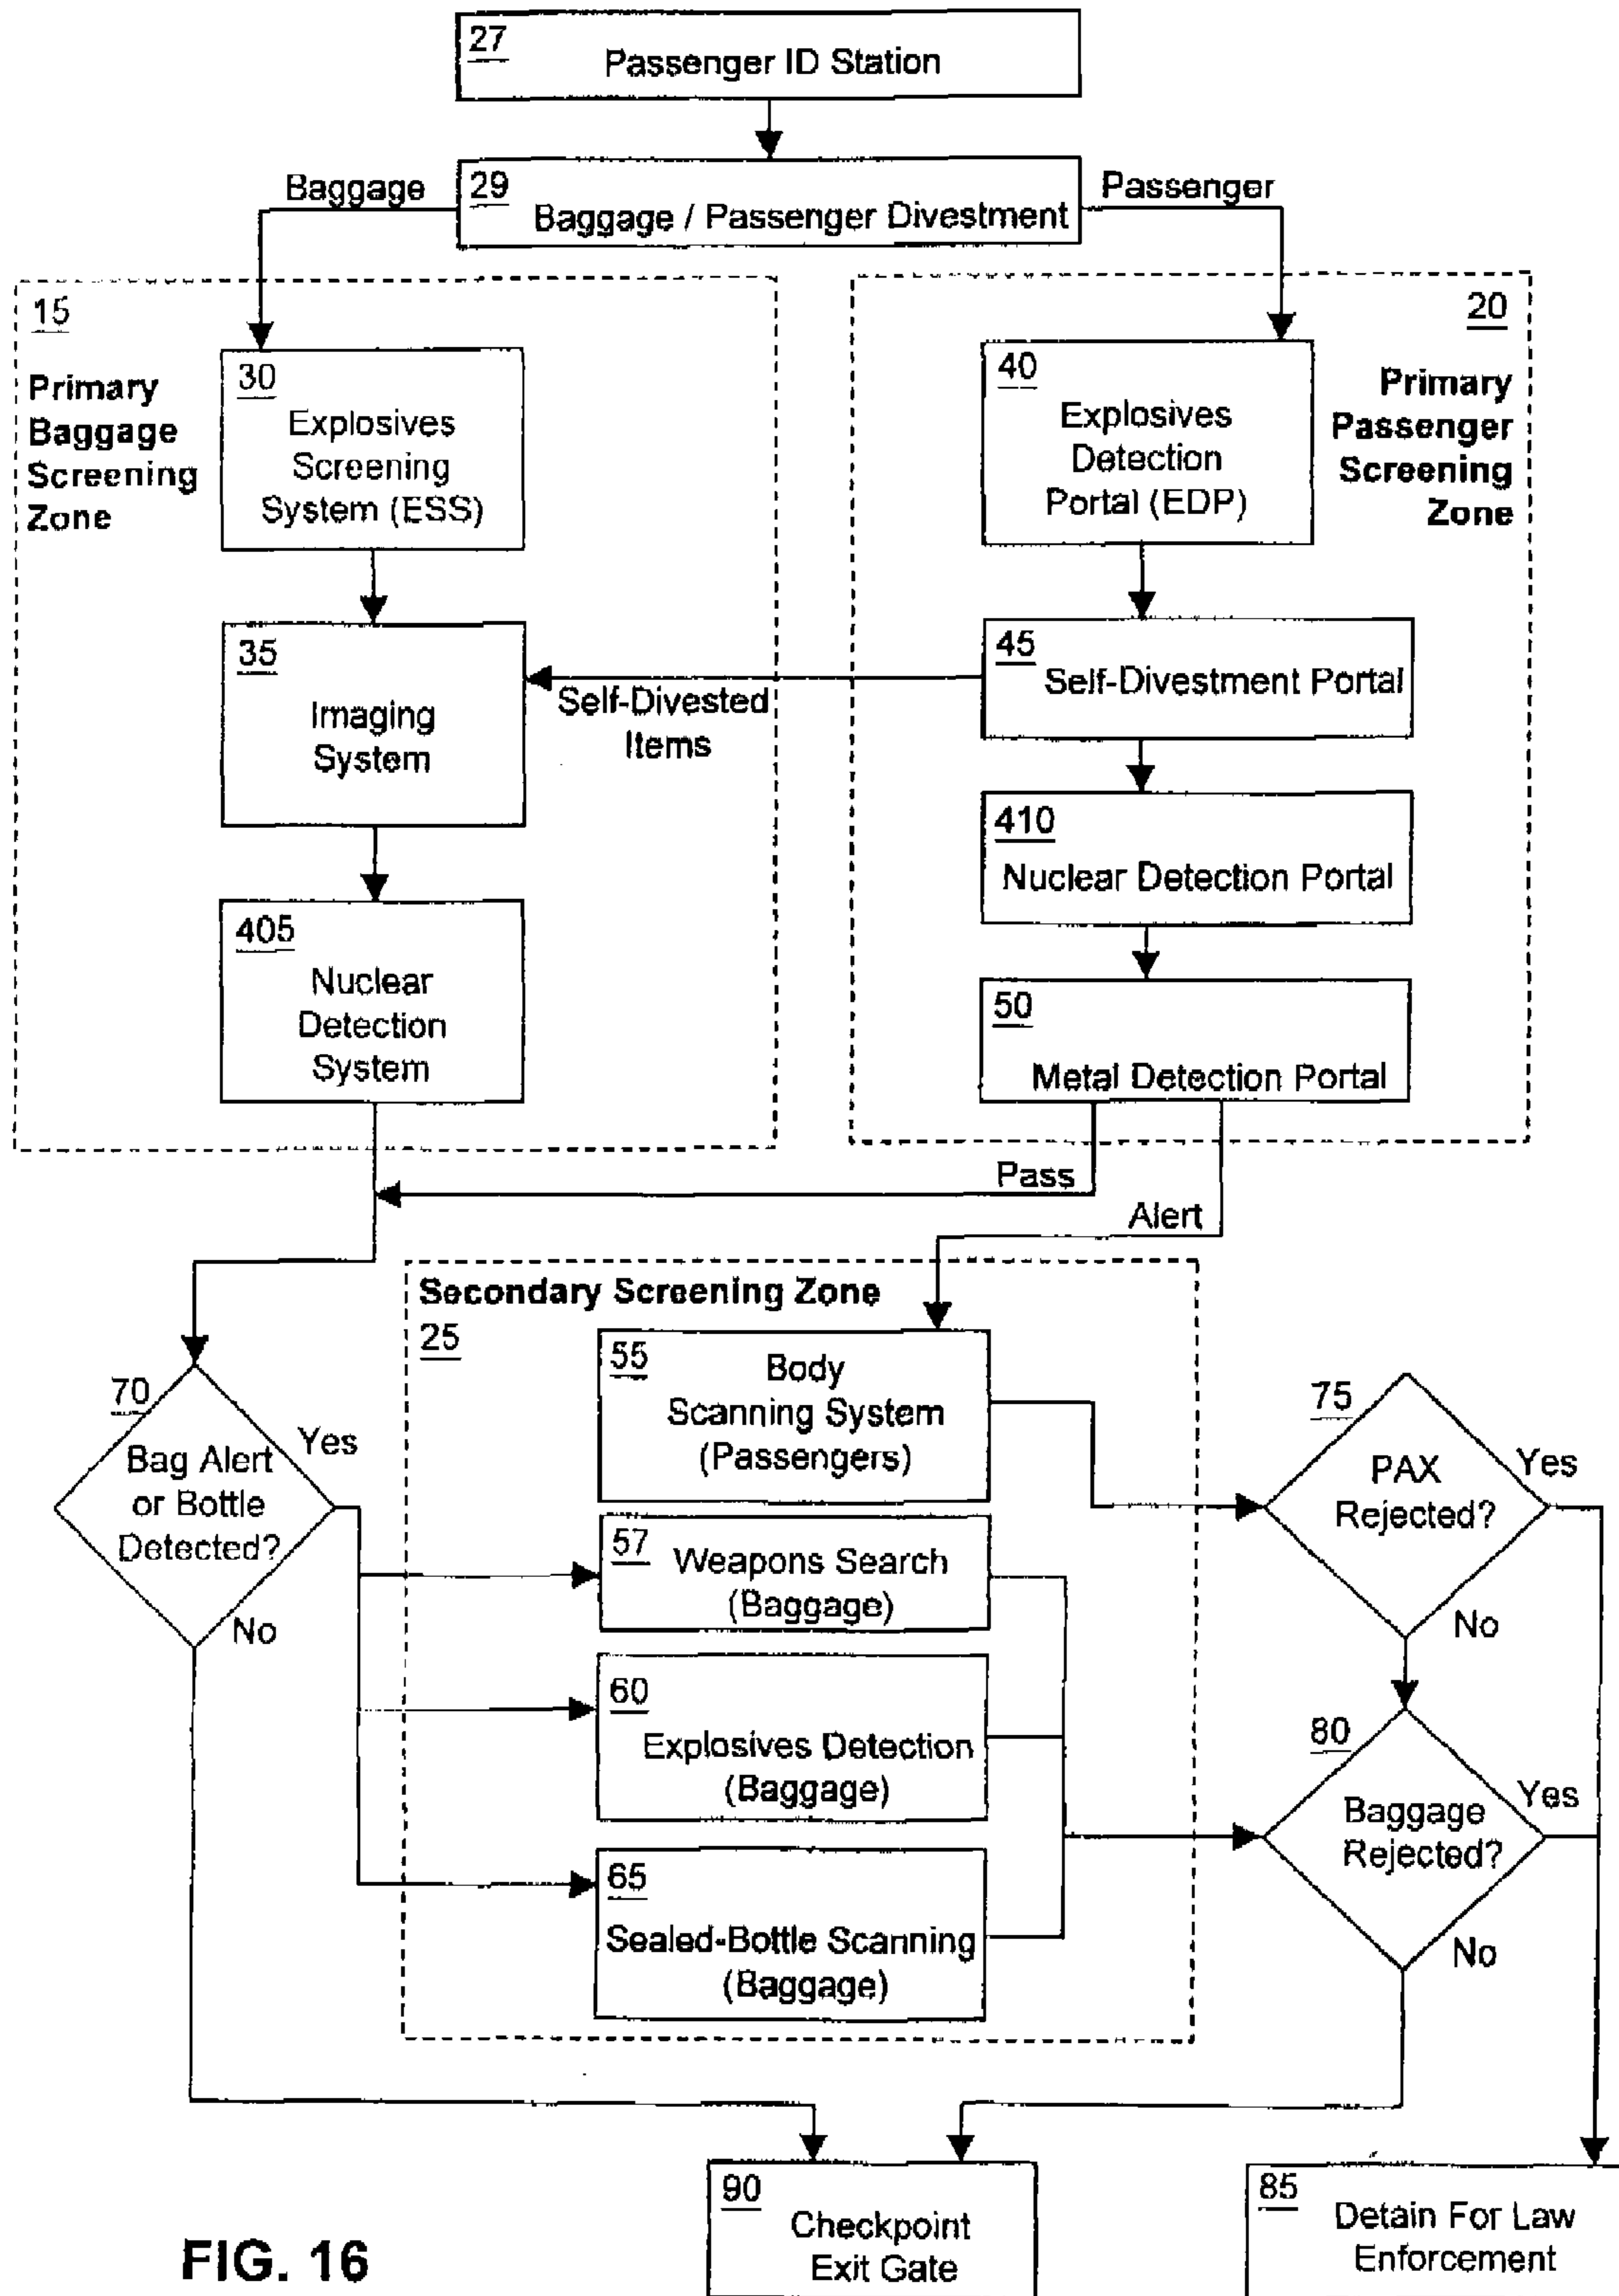 27
Passenger ID Station
Baggage
29
Baggage / Passenger Divestment
Passenger
15
Primary
Baggage
Screening
Zone
30
Explosives
Screening
System (ESS)
20
Primary
Passenger
Screening
Zone
40
Explosives
Detection
Portal (EDP)
35
Imaging
System
Self-Divested
Items
45
Self-Divestment Portal
410
Nuclear Detection Portal
405
Nuclear
Detection
System
50
Metal Detection Portal
Pass
Alert
Secondary Screening Zone
25
55
Body
Scanning System
(Passengers)
70
Bag Alert
or Bottle
Detected?
Yes
No
75
PAX
Rejected?
Yes
No
57
Weapons Search
(Baggage)
60
Explosives Detection
(Baggage)
80
Baggage
Rejected?
Yes
No
65
Sealed-Bottle Scanning
(Baggage)
90
Checkpoint
Exit Gate
85
Detain For Law
Enforcement
FIG. 16